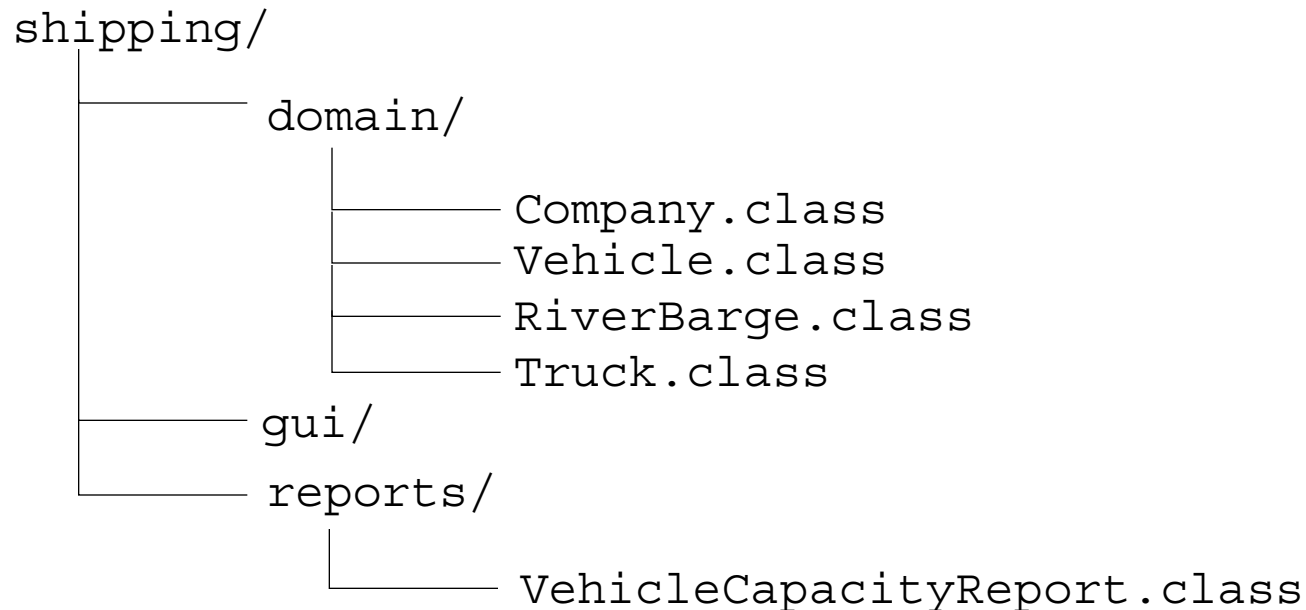 shipping/
domain/
Company.class
Vehicle.class
RiverBarge.class
Truck.class
gui/
reports/
VehicleCapacityReport.class